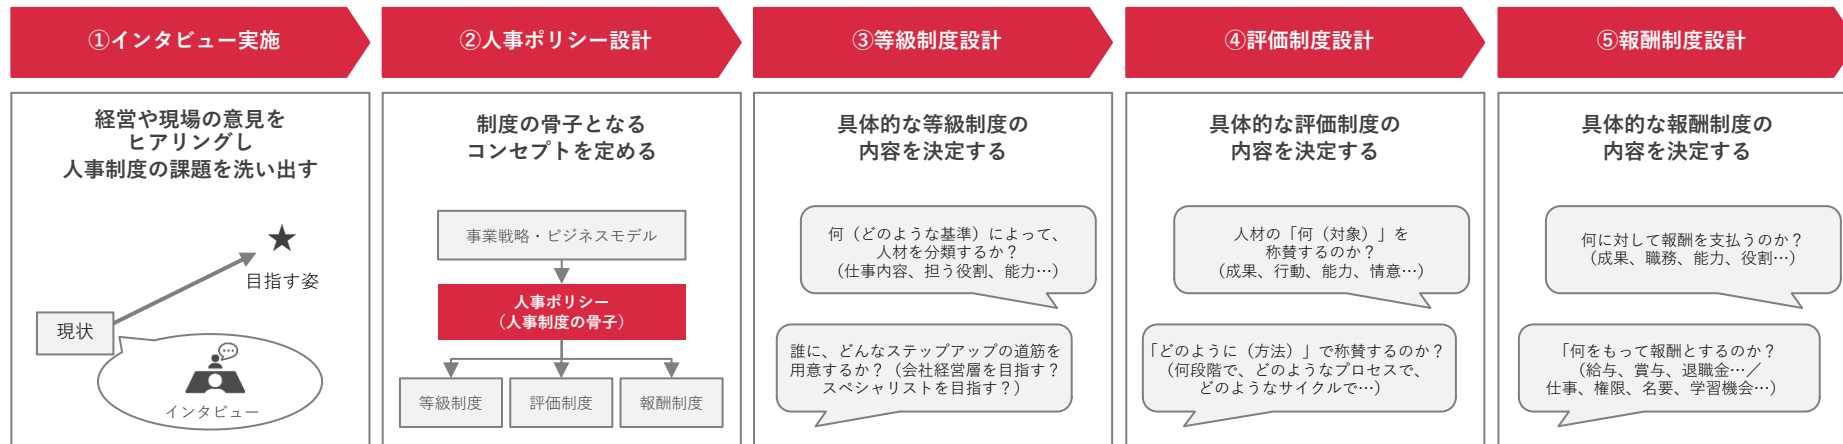 ①インタビュー実施
②人事ポリシー設計
③等級制度設計
④評価制度設計
⑤報酬制度設計
経営や現場の意見を
ヒアリングし
人事制度の課題を洗い出す
目指す姿
現状
インタビュー
制度の骨子となる
コンセプトを定める
事業戦略・ビジネスモデル
人事ポリシー
（人事制度の骨子）
等級制度
評価制度
報酬制度
具体的な等級制度の
内容を決定する
何（どのような基準）によって、
人材を分類するか？
（仕事内容、担う役割、能力…）
誰に、どんなステップアップの道筋を
用意するか？（会社経営層を目指す？
スペシャリストを目指す？）
具体的な評価制度の
内容を決定する
人材の「何（対象）」を
称賛するのか？
（成果、行動、能力、情意…）
「どのように（方法）」で称賛するのか？
（何段階で、どのようなプロセスで、
どのようなサイクルで…）
具体的な報酬制度の
内容を決定する
何に対して報酬を支払うのか？
（成果、職務、能力、役割…）
「何をもって報酬とするのか？
（給与、賞与、退職金…／
仕事、権限、名要、学習機会…）